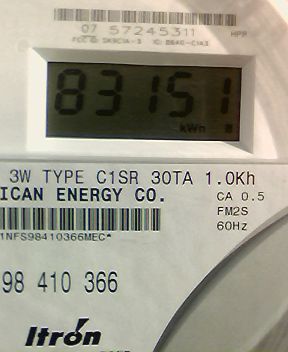 07 57245311
HPR
83151
kWh
3W TYPE C1SR 30TA 1.0Kh
ICAN ENERGY CO.
CA 0.5
FM2S
60Hz
1NFS98410366MEC*
98 410 366
Itron